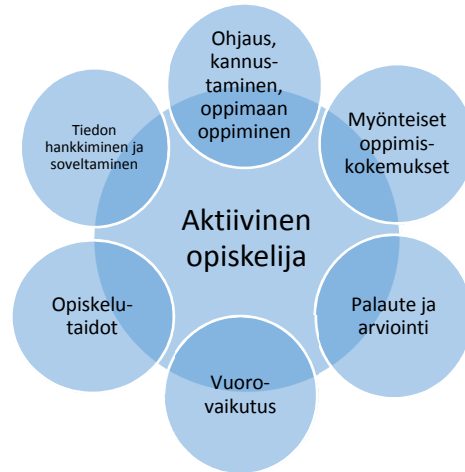 Ohjaus,
kannus-
taminen,
oppimaan
oppiminen
Myönteiset
oppimis-
kokemukset
Palaute ja
arviointi
Vuoro-
vaikutus
Opiskelu-
taidot
Tiedon
hankkiminen ja
soveltaminen
Aktiivinen
opiskelija